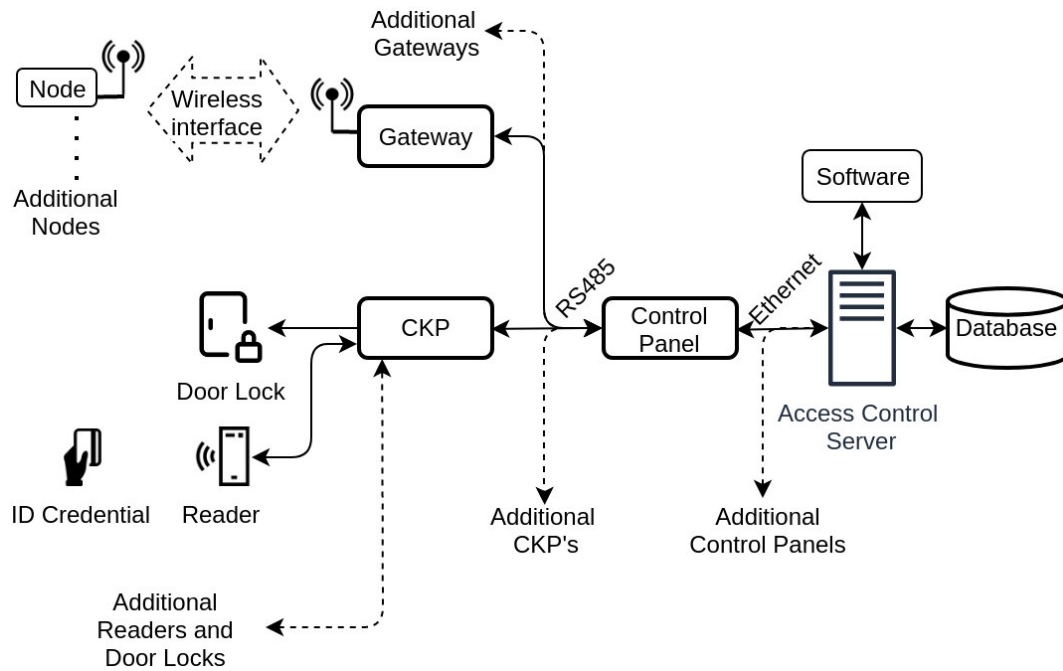 Additional
Gateways
Node
Wireless
interface
Gateway
Additional
Nodes
Software
RS485
Ethernet
CKP
Control
Panel
Database
Door Lock
Access Control
Server
ID Credential
Reader
Additional
CKP's
Additional
Control Panels
Additional
Readers and
Door Locks